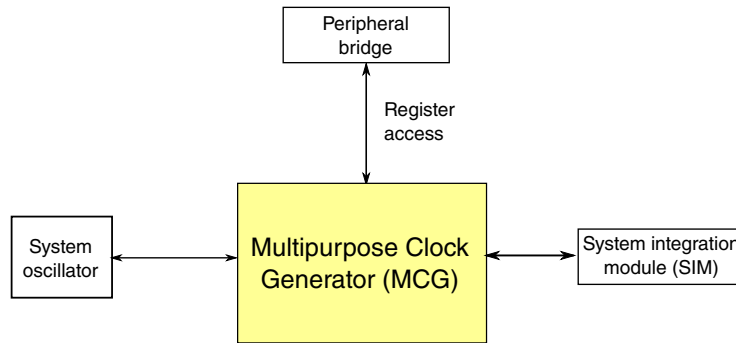 Peripheral
bridge
Register
access
System
oscillator
Multipurpose Clock
Generator (MCG)
System integration
module (SIM)